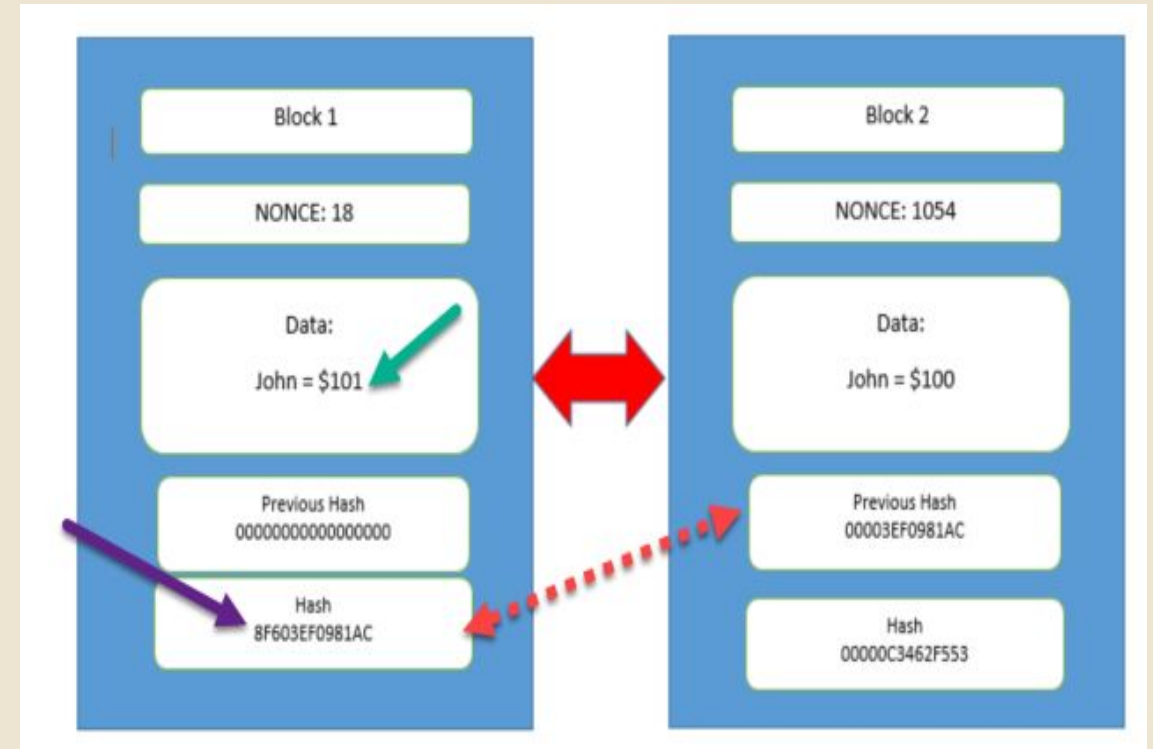 Block 1
NONCE: 18
Data:
John = $101
Previous Hash
00000000000000000
Hash
8F603EF0981AC
Block 2
NONCE: 1054
Data:
John = $100
Previous Hash
00003EF0981AC
Hash
00000C3462F553